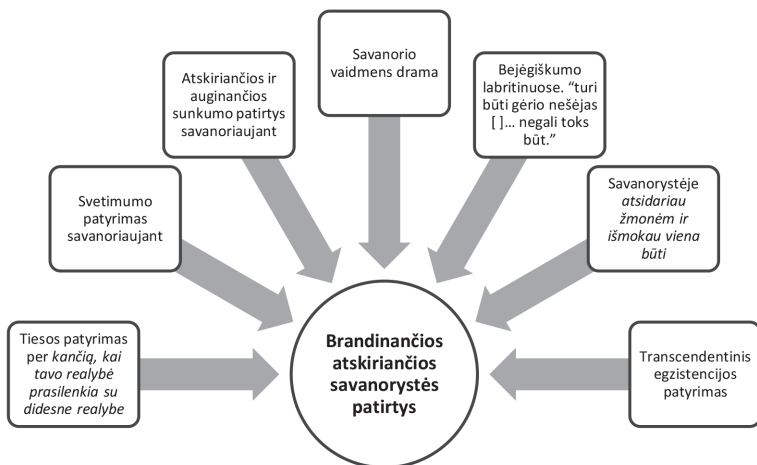 Savanorio
vaidmens drama
Atskiriančios ir
auginančios
sunkumo patirtys
savanoriaujant
Bejėgiškumo
labritinuose. “turi
būti gėrio nešėjas
[ ]... negali toks
būt.”
Svetimumo
patyrimas
savanoriaujant
Savanorystėje
atsidariau
žmonėm ir
išmokau viena
būti
Tiesos patyrimas
per kančią, kai
tavo realybė
prasilenkia su
didesne realybe
Brandinančios
atskiriančios
savanorystės
patirtys
Transcendentinis
egzistencijos
patyrimas